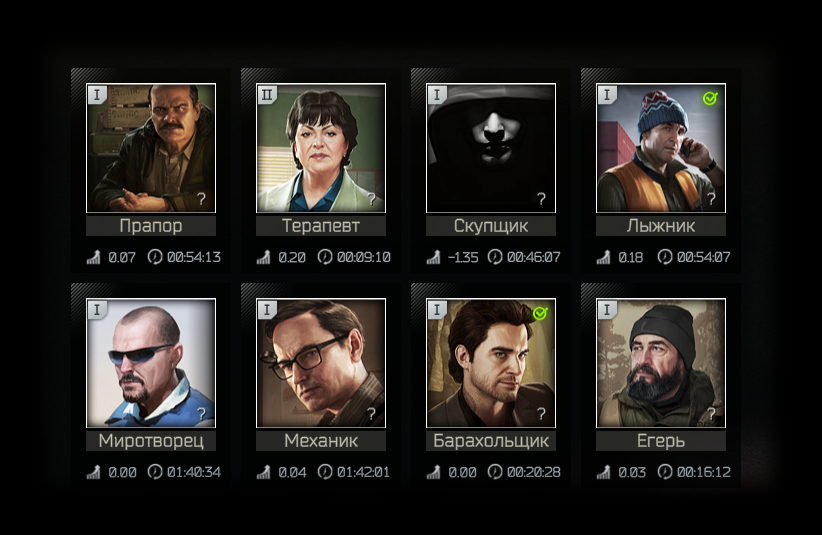 I
II
I
I
? ? ? ?
Прапор
Терапевт
Скупщик
Лыжник
0.07 00:54:13
0.20 00:09:10
-1.35 00:46:07
0.18 00:54:07
I
I
I
I
? ? ? ?
Миротворец
Механик
Барахольщик
Егерь
0.00 01:40:34
0.04 01:42:01
0.00 00:20:28
0.03 00:16:12